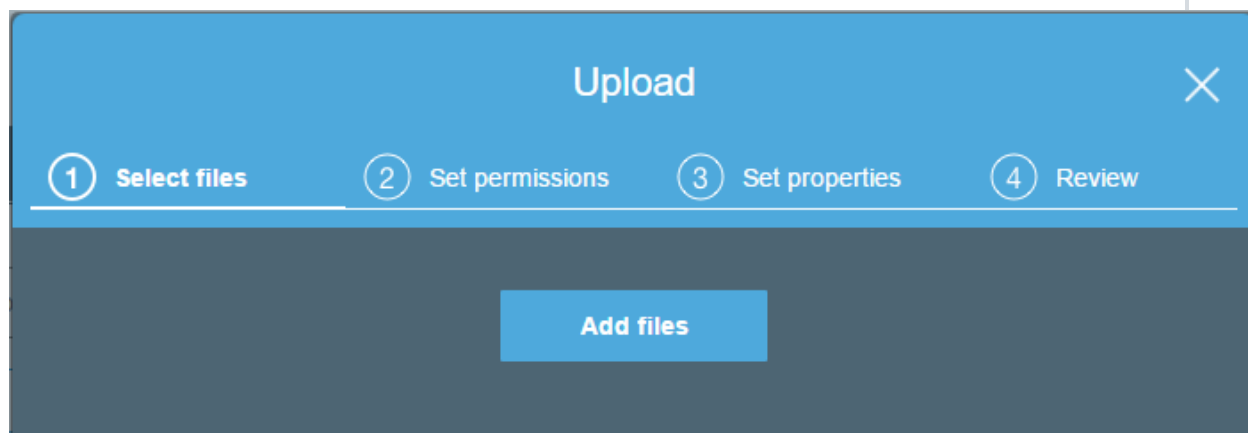 Upload
1 Select files 2 Set permissions 3 Set properties 4 Review
Add files